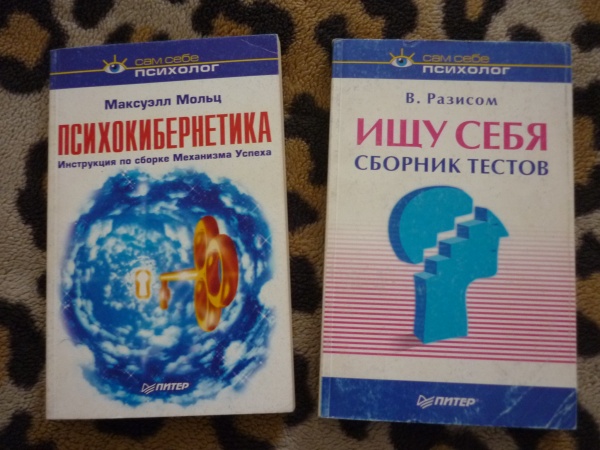 сам себе
ПСИХОЛОГ
Максуэлл Мольц
ПСИХОКИБЕРНЕТИКА
Инструкция по сборке Механизма Успеха
ПИТЕР
сам себе
ПСИХОЛОГ
В. Разисом
ИЩУ СЕБЯ
СБОРНИК ТЕСТОВ
ПИТЕР